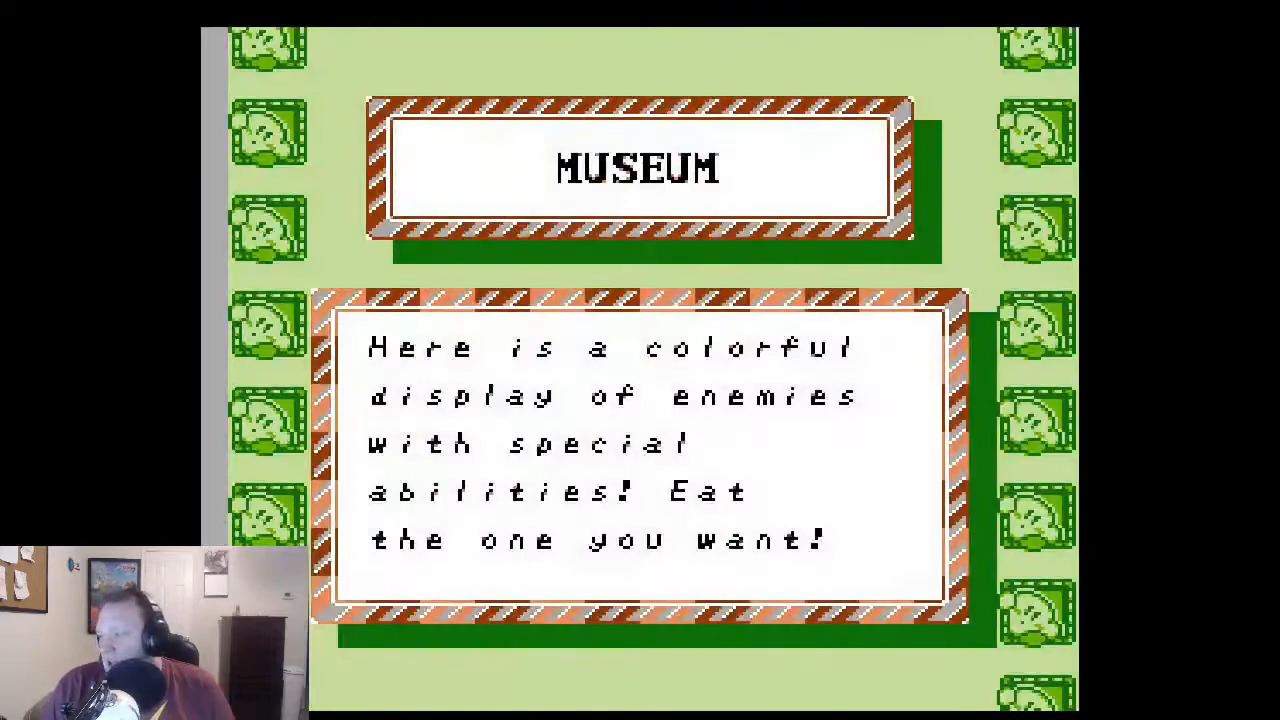 MUSEUM
Here is a colorful
display of enemies
with special
abilities! Eat
the one you want!